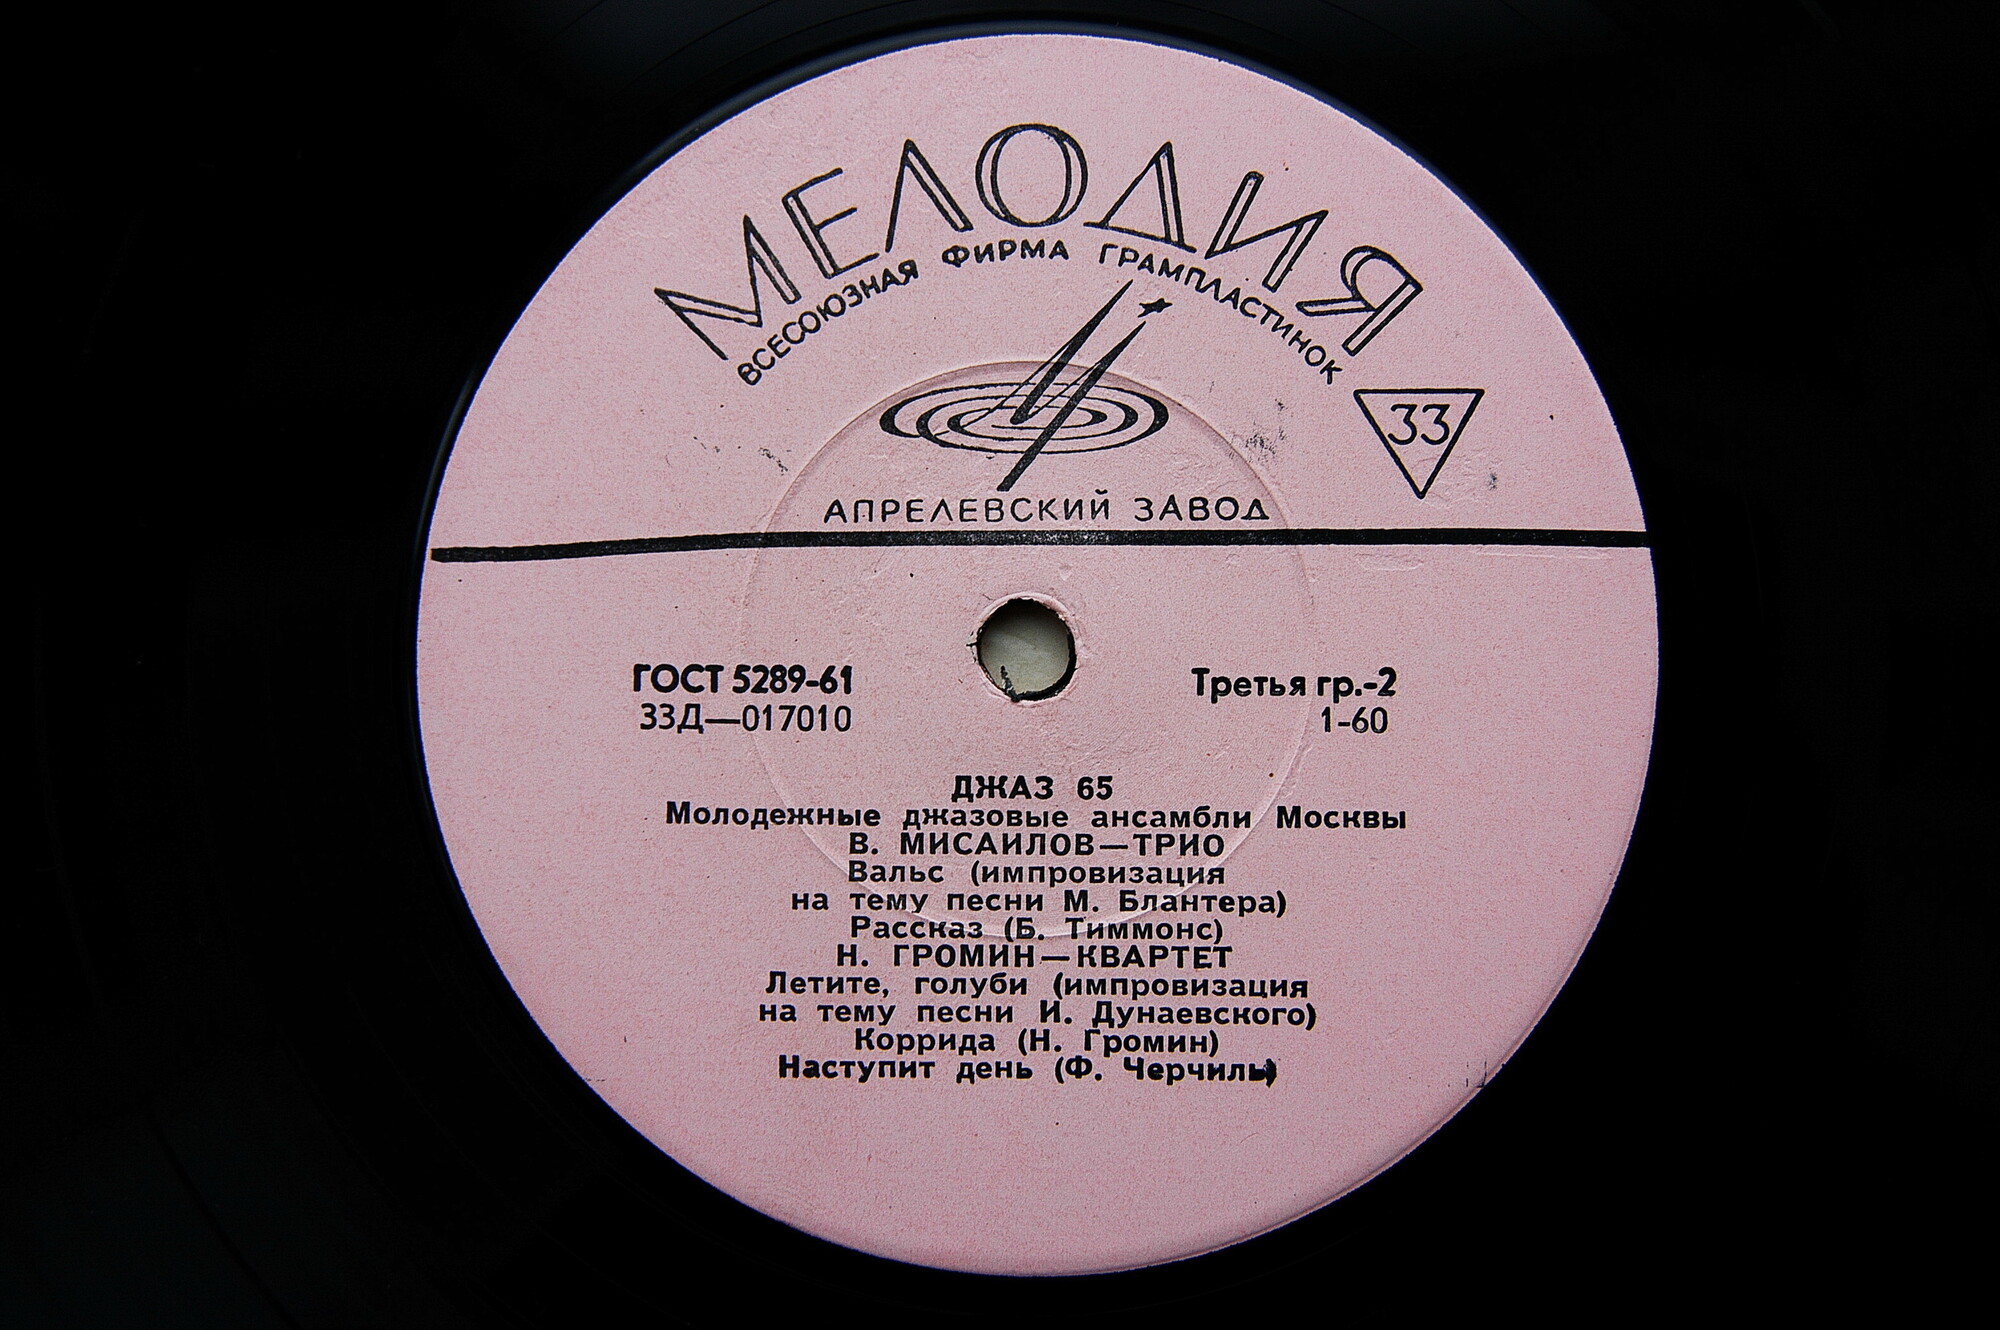 МЕЛОДИЯ
ВСЕСОЮЗНАЯ ФИРМА ГРАМПЛАСТИНОК
33
АПРЕЛЕВСКИЙ ЗАВОД
ГОСТ 5289-61
33Д—017010
Третья гр.-2
1-60
ДЖАЗ 65
Молодежные джазовые ансамбли Москвы
В. МИСАИЛОВ—ТРИО
Вальс (импровизация
на тему песни М. Блантера)
Рассказ (Б. Тиммонс)
Н. ГРОМИН—КВАРТЕТ
Летите, голуби (импровизация
на тему песни И. Дунаевского)
Коррида (Н. Громин)
Наступит день (Ф. Черчиль)